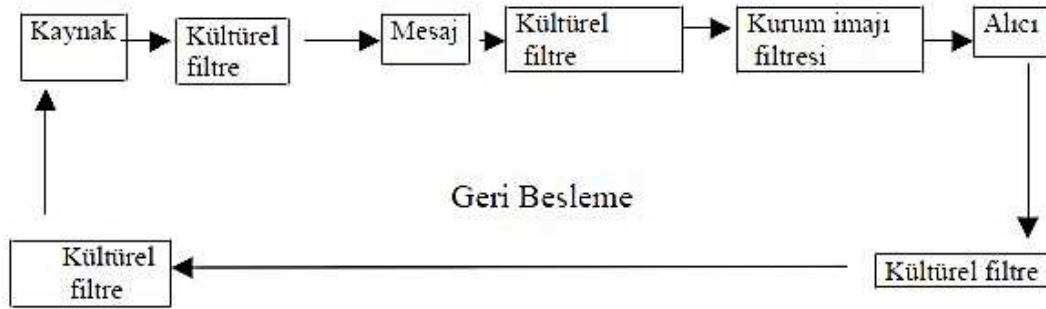 Kaynak
Kültürel
filtre
Mesaj
Kültürel
filtre
Kurum imajı
filtresi
Alıcı
Geri Besleme
Kültürel
filtre
Kültürel filtre